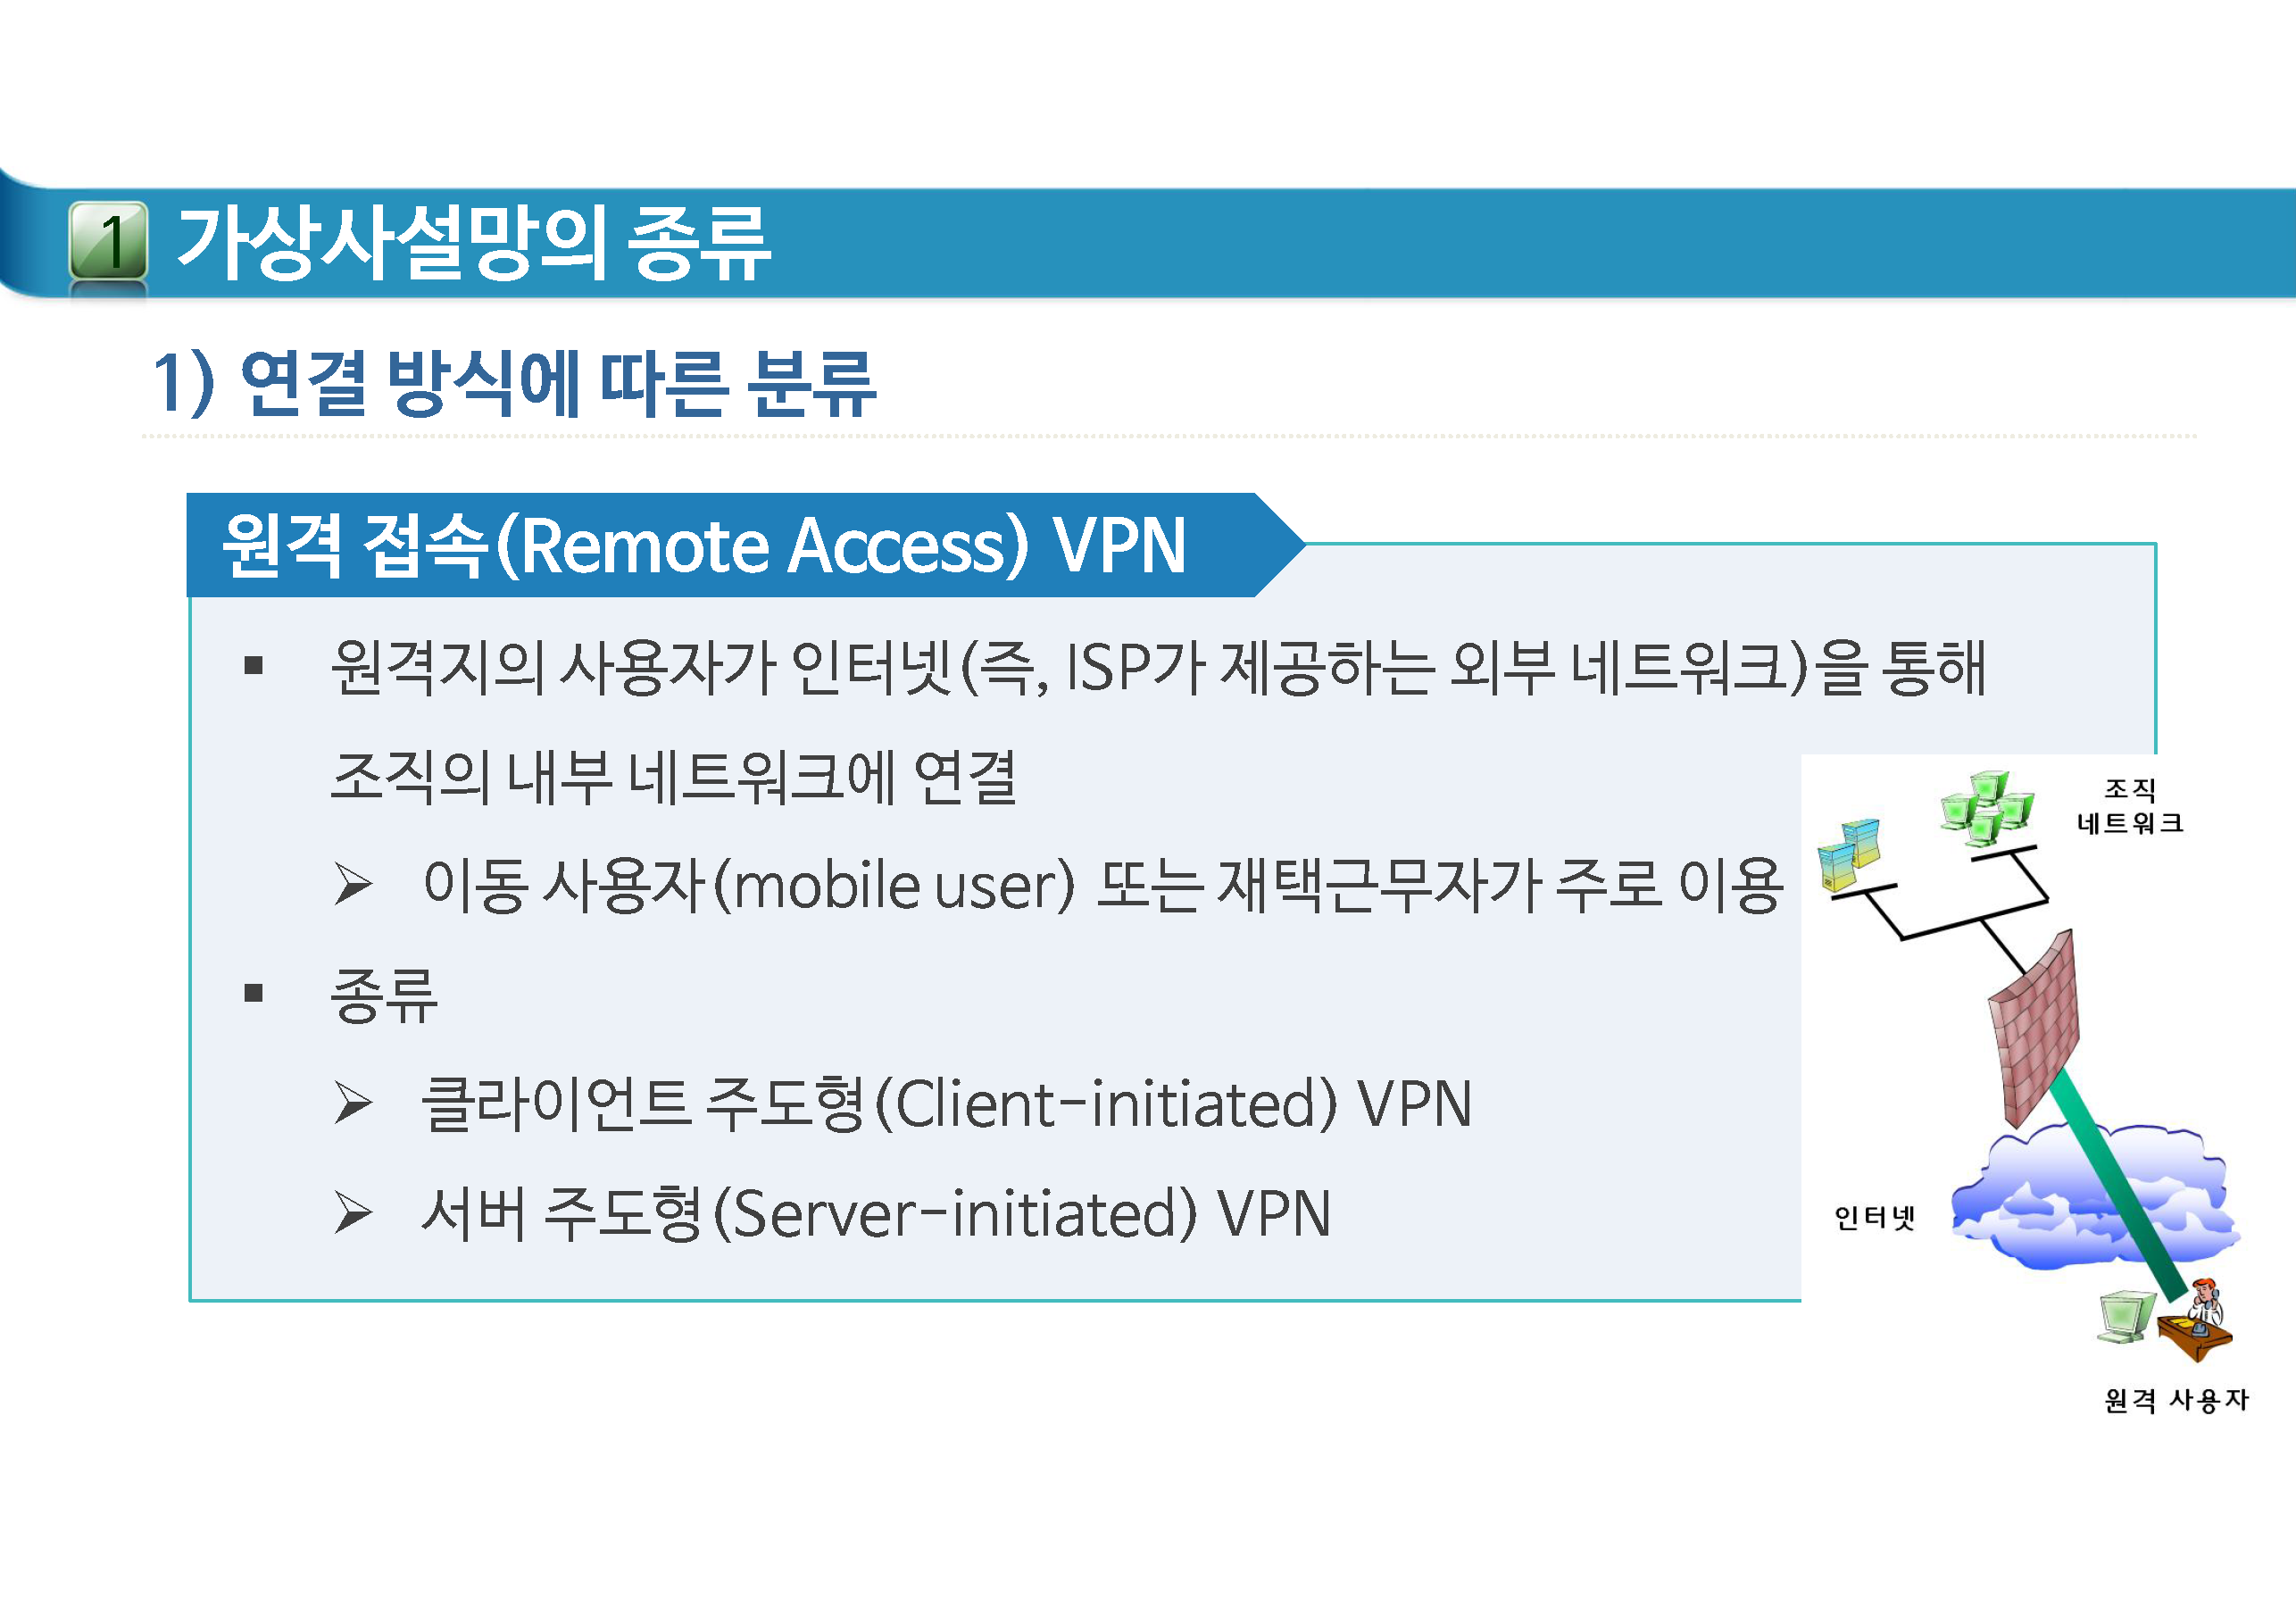 1 가상사설망의 종류
1) 연결 방식에 따른 분류
원격 접속(Remote Access) VPN
▪ 원격지의 사용자가 인터넷(즉, ISP가 제공하는 외부 네트워크)을 통해
조직의 내부 네트워크에 연결
➢ 이동 사용자(mobile user) 또는 재택근무자가 주로 이용
▪ 종류
➢ 클라이언트 주도형(Client-initiated) VPN
➢ 서버 주도형(Server-initiated) VPN
조직
네트워크
인터넷
원격 사용자